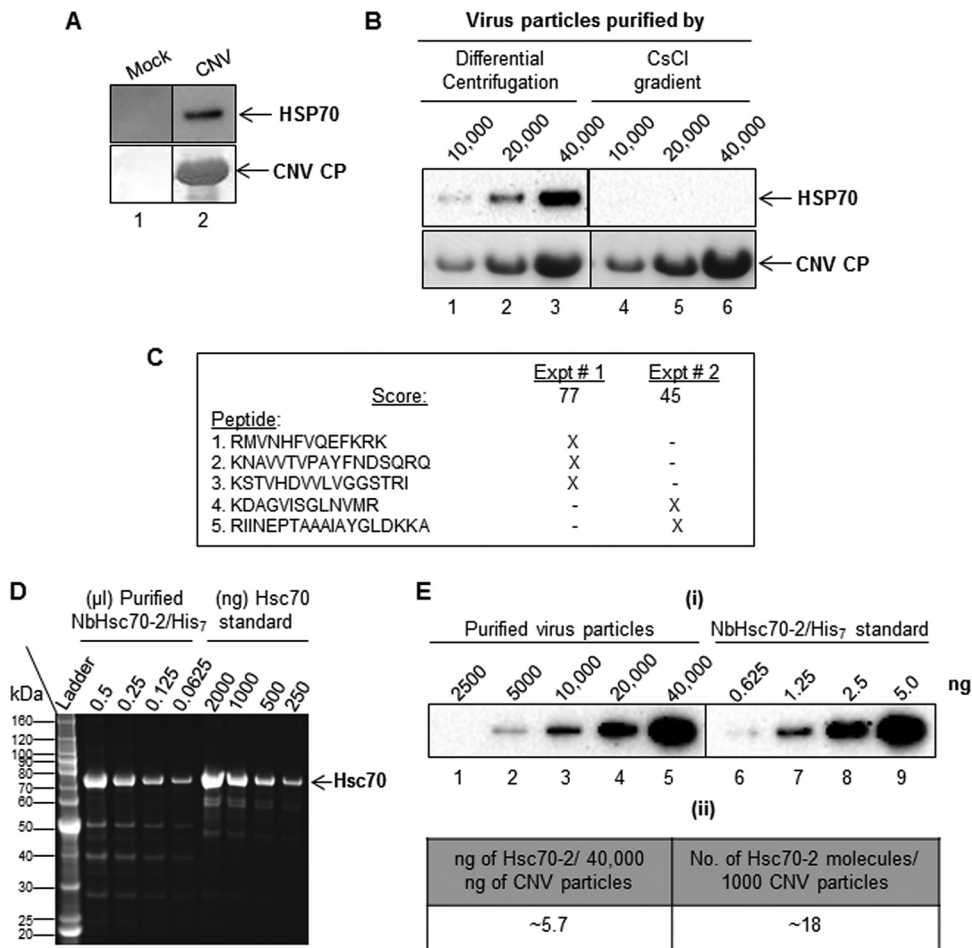 A
Mock CNV
HSP70
CNV CP
1 2
B
Virus particles purified by
Differential Centrifugation
CsCl gradient
10,000 20,000 40,000 10,000 20,000 40,000
HSP70
CNV CP
1 2 3 4 5 6
C
Expt # 1 Expt # 2
Score: 77 45
Peptide:
1. RMVNHFVQEFKRK X -
2. KNAVVTVPAYFNDSQRQ X -
3. KSTVHDVVLVGGSTRI X -
4. KDAGVISGLNVMR - X
5. RIINEPTAAAIAYGLDKKA - X
D
(µl) Purified NbHsc70-2/His7
(ng) Hsc70 standard
kDa
Ladder 0.5 0.25 0.125 0.0625 2000 1000 500 250
160
120
100
90
80
70
60
50
40
30
25
20
Hsc70
E
(i)
Purified virus particles
NbHsc70-2/His7 standard
2500 5000 10,000 20,000 40,000 0.625 1.25 2.5 5.0 ng
1 2 3 4 5 6 7 8 9
(ii)
ng of Hsc70-2/ 40,000 ng of CNV particles
No. of Hsc70-2 molecules/ 1000 CNV particles
~5.7 ~18